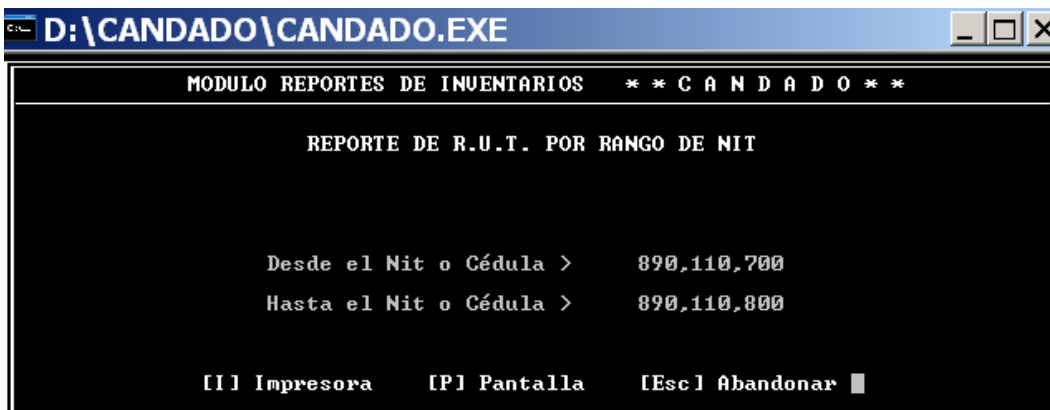 D:\CANDADO\CANDADO.EXE
MODULO REPORTES DE INVENTARIOS * * C A N D A D O * *
REPORTE DE R.U.T. POR RANGO DE NIT
Desde el Nit o Cédula > 890,110,700
Hasta el Nit o Cédula > 890,110,800
[I] Impresora [P] Pantalla [Esc] Abandonar